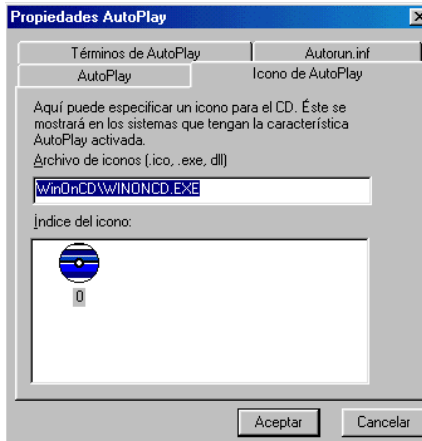 Propiedades AutoPlay
Términos de AutoPlay
Autorun.inf
AutoPlay
Icono de AutoPlay
Aquí puede especificar un icono para el CD. Éste se
mostrará en los sistemas que tengan la característica
AutoPlay activada.
Archivo de iconos (.ico, .exe, dll)
WinOnCD\WINONCD.EXE
Índice del icono:
0
Aceptar
Cancelar